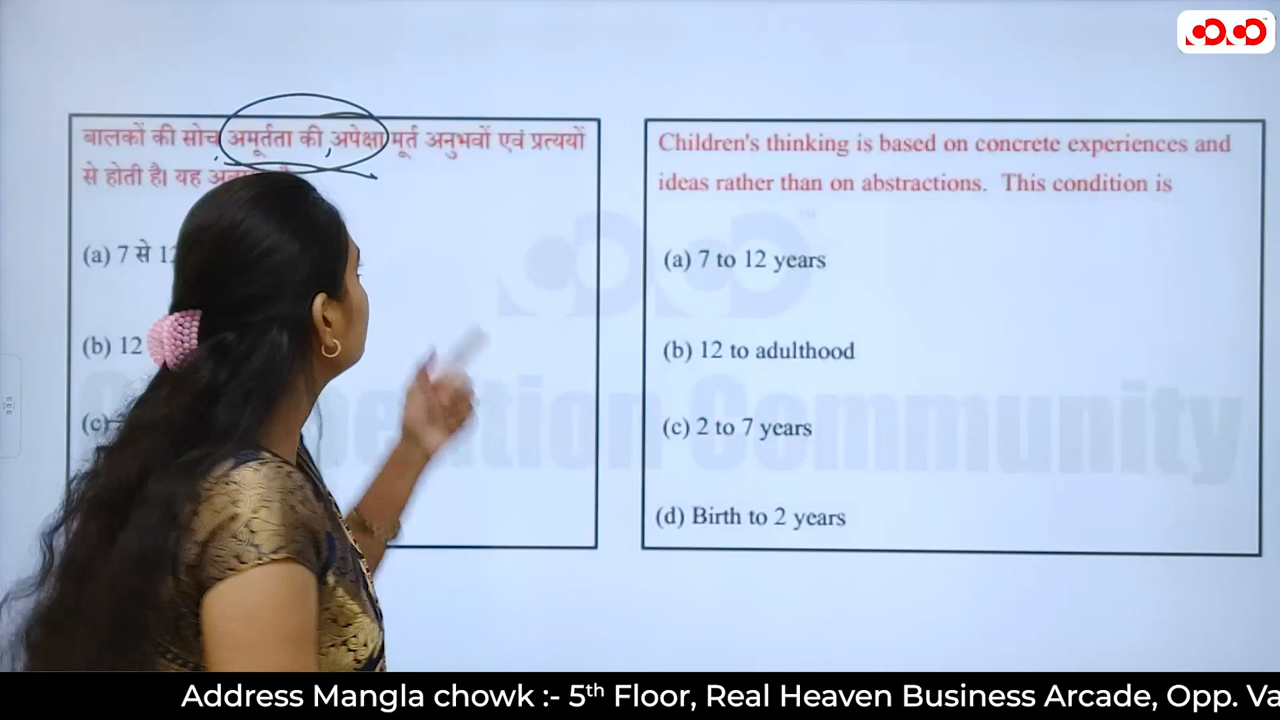 बालकों की सोच अमूर्तता की अपेक्षा मूर्त अनुभवों एवं प्रत्ययों
से होती है। यह
(a) 7 से
(b) 12
(c)
Children's thinking is based on concrete experiences and
ideas rather than on abstractions. This condition is
(a) 7 to 12 years
(b) 12 to adulthood
(c) 2 to 7 years
(d) Birth to 2 years
Community
Address Mangla chowk :- 5th Floor, Real Heaven Business Arcade, Opp.